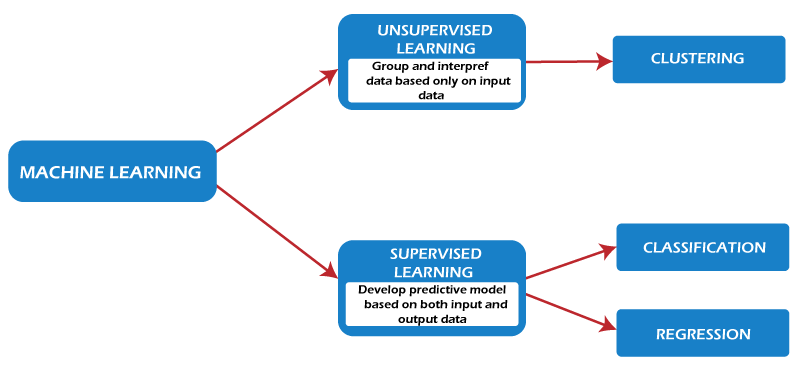 UNSUPERVISED
LEARNING
Group and interpref
data based only on input
data
CLUSTERING
MACHINE LEARNING
SUPERVISED
LEARNING
Develop predictive model
based on both input and
output data
CLASSIFICATION
REGRESSION